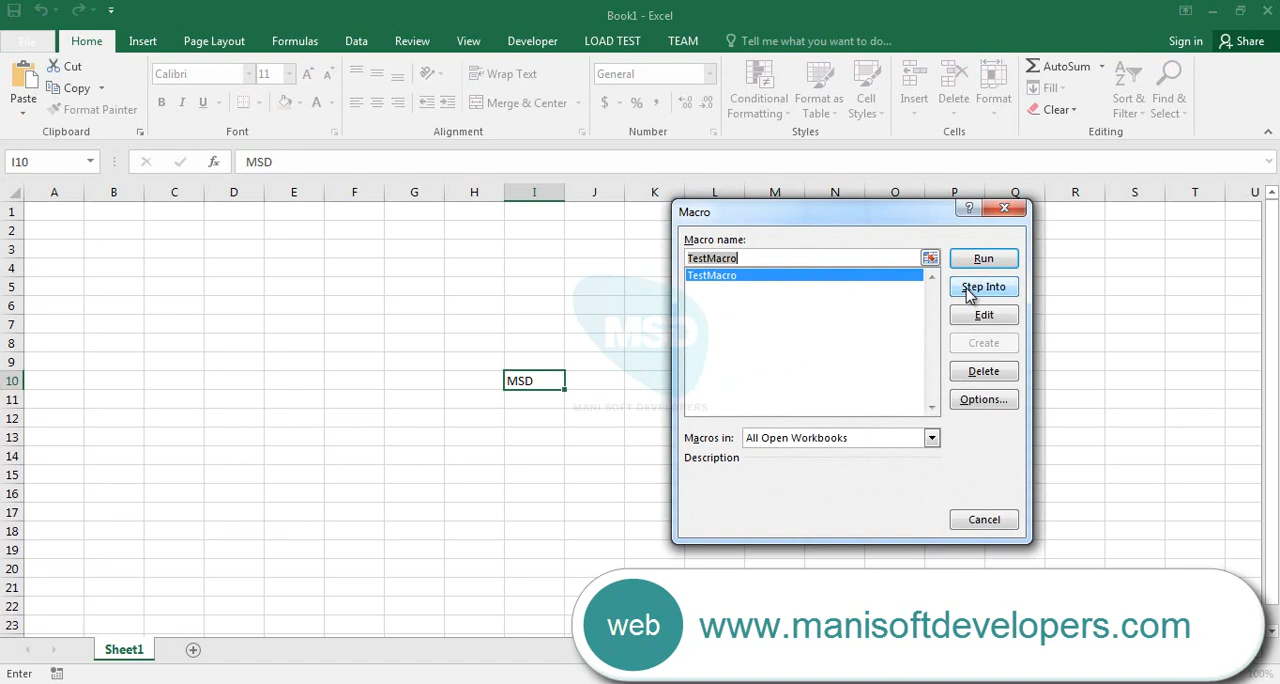 Book1 - Excel
File Home Insert Page Layout Formulas Data Review View Developer LOAD TEST TEAM Tell me what you want to do... Sign in Share
Paste Cut Copy Format Painter
Calibri 11 A A B I U A
Wrap Text Merge & Center
General $ % ,
Conditional Formatting Format as Table Cell Styles
Insert Delete Format
AutoSum Fill Clear Sort & Filter Find & Select
Clipboard Font Alignment Number Styles Cells Editing
I10 fx MSD
A B C D E F G H I J K L M N O P Q R S T U
1
2
3
4
5
6
7
8
9
10 MSD
11
12
13
14
15
16
17
18
19
20
21
22
23
MSD
MANI SOFT DEVELOPERS
Macro
?
Macro name:
TestMacro
TestMacro
Run
Step Into
Edit
Create
Delete
Options...
Macros in: All Open Workbooks
Description
Cancel
web www.manisoftdevelopers.com
Sheet1
Enter 100%